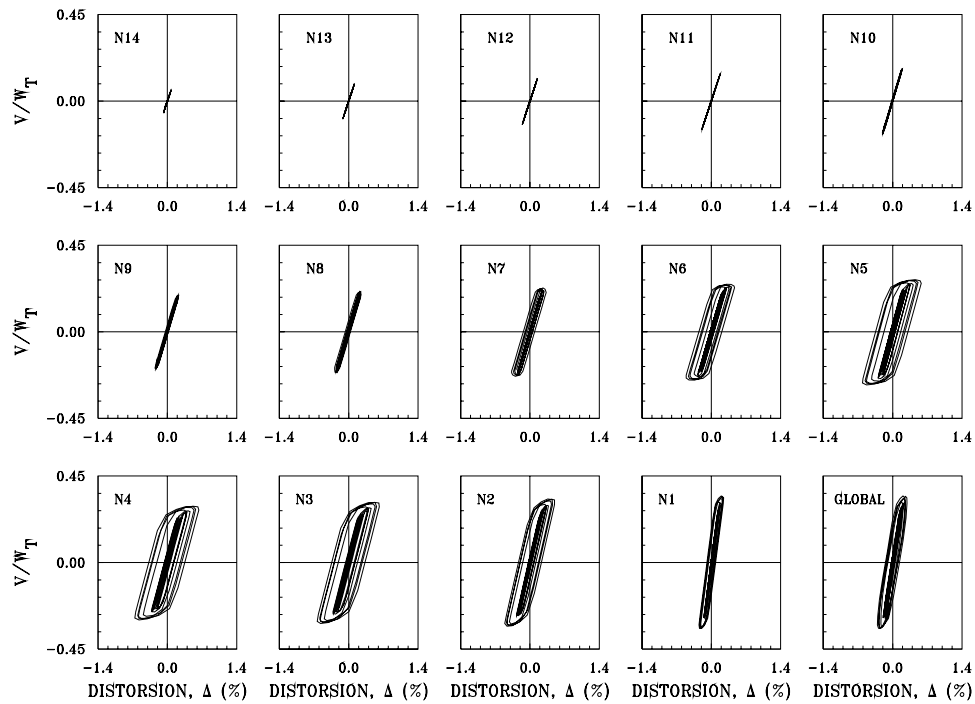 0.45
N14 N13 N12 N11 N10
V/W_T 0.00
−0.45
−1.4 0.0 1.4 −1.4 0.0 1.4 −1.4 0.0 1.4 −1.4 0.0 1.4 −1.4 0.0 1.4
0.45
N9 N8 N7 N6 N5
V/W_T 0.00
−0.45
−1.4 0.0 1.4 −1.4 0.0 1.4 −1.4 0.0 1.4 −1.4 0.0 1.4 −1.4 0.0 1.4
0.45
N4 N3 N2 N1 GLOBAL
V/W_T 0.00
−0.45
−1.4 0.0 1.4 −1.4 0.0 1.4 −1.4 0.0 1.4 −1.4 0.0 1.4 −1.4 0.0 1.4
DISTORSION, Δ (%) DISTORSION, Δ (%) DISTORSION, Δ (%) DISTORSION, Δ (%) DISTORSION, Δ (%)